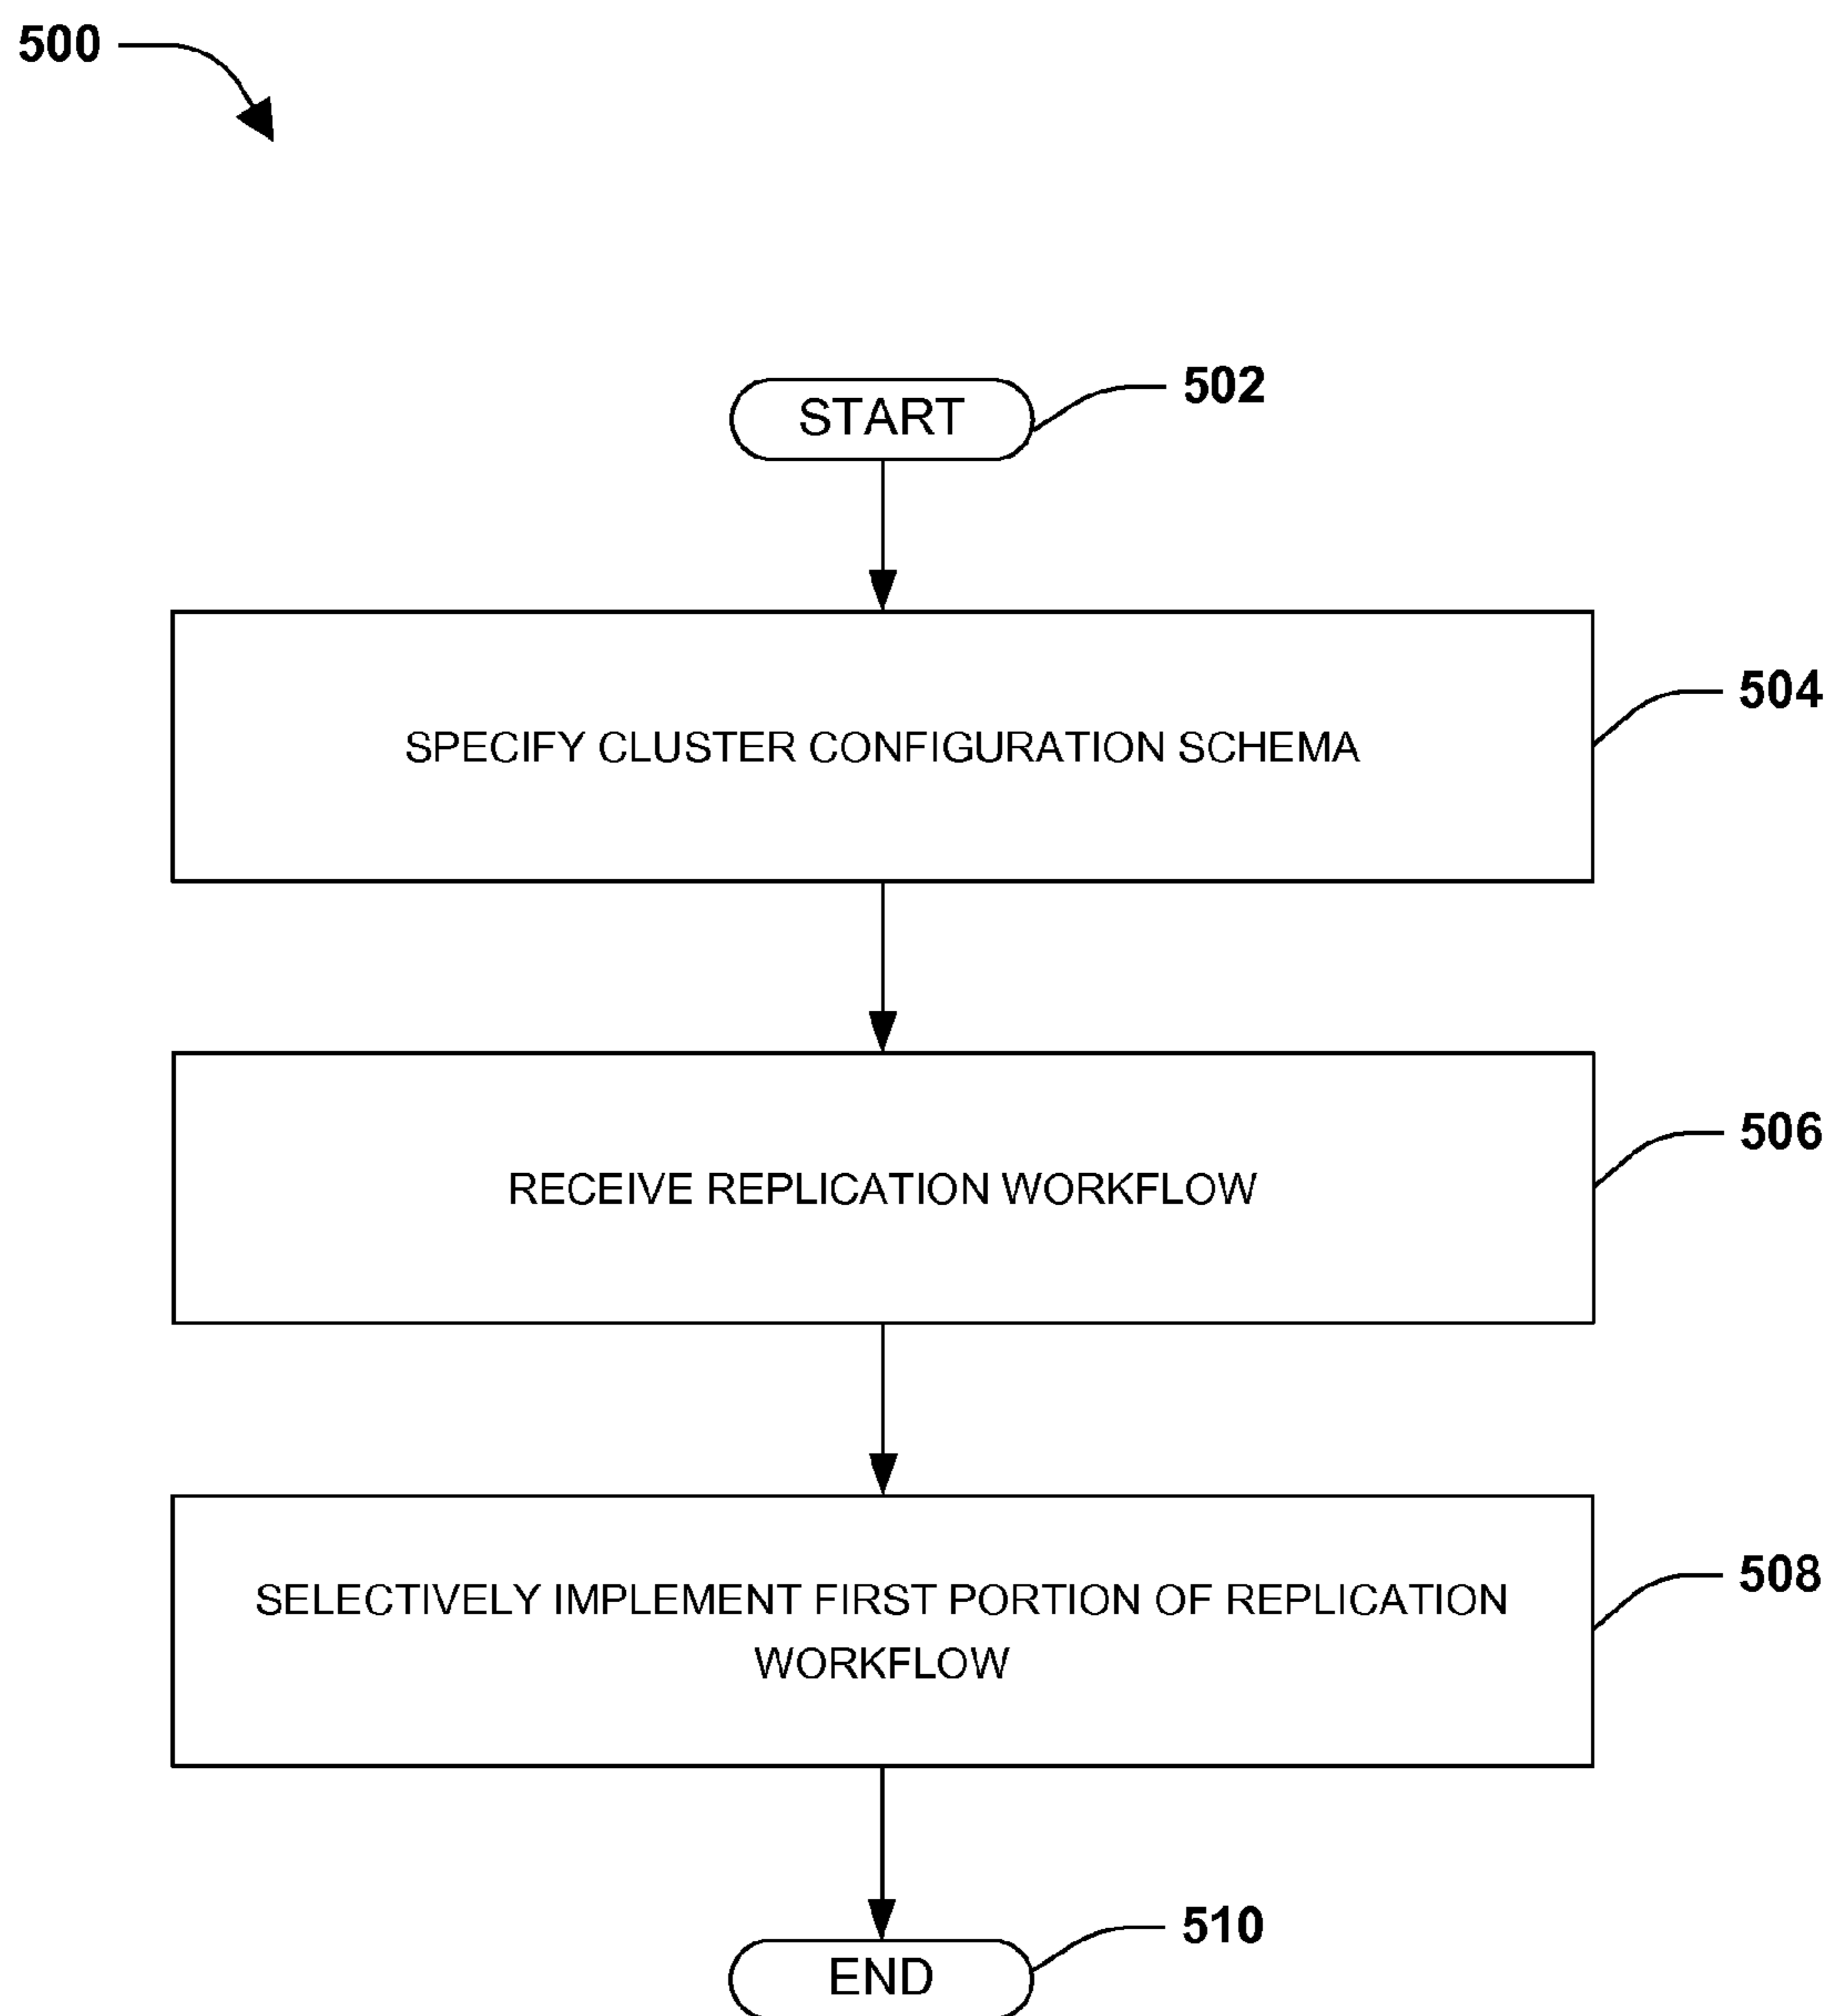 500
START
502
SPECIFY CLUSTER CONFIGURATION SCHEMA
504
RECEIVE REPLICATION WORKFLOW
506
SELECTIVELY IMPLEMENT FIRST PORTION OF REPLICATION
WORKFLOW
508
END
510